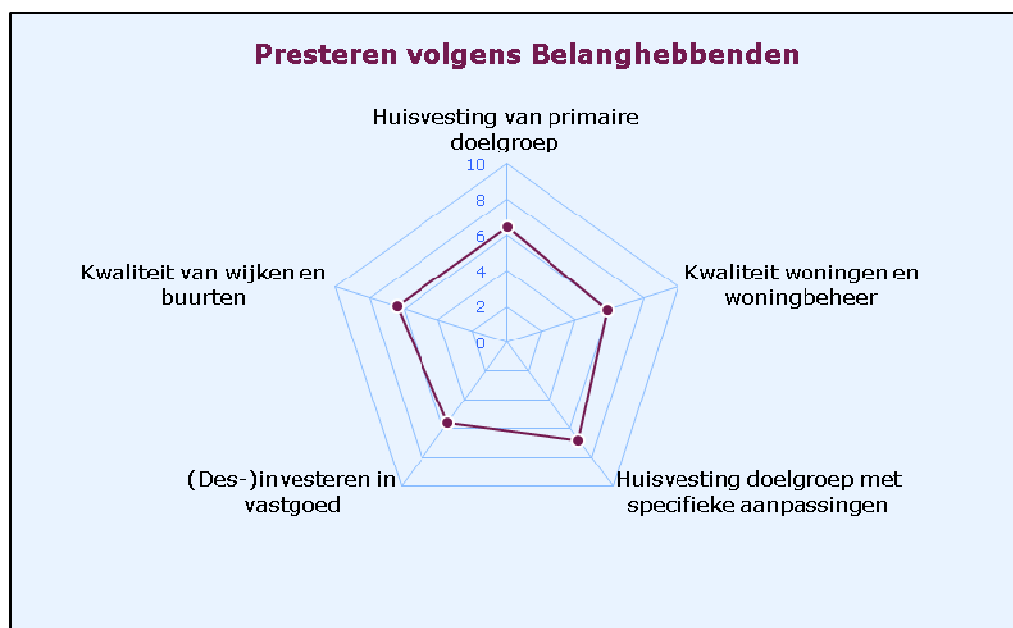 Presteren volgens Belanghebbenden
Huisvesting van primaire
doelgroep
10
8
6
4
2
0
Kwaliteit van wijken en
buurten
Kwaliteit woningen en
woningbeheer
(Des-)investeren in
vastgoed
Huisvesting doelgroep met
specifieke aanpassingen